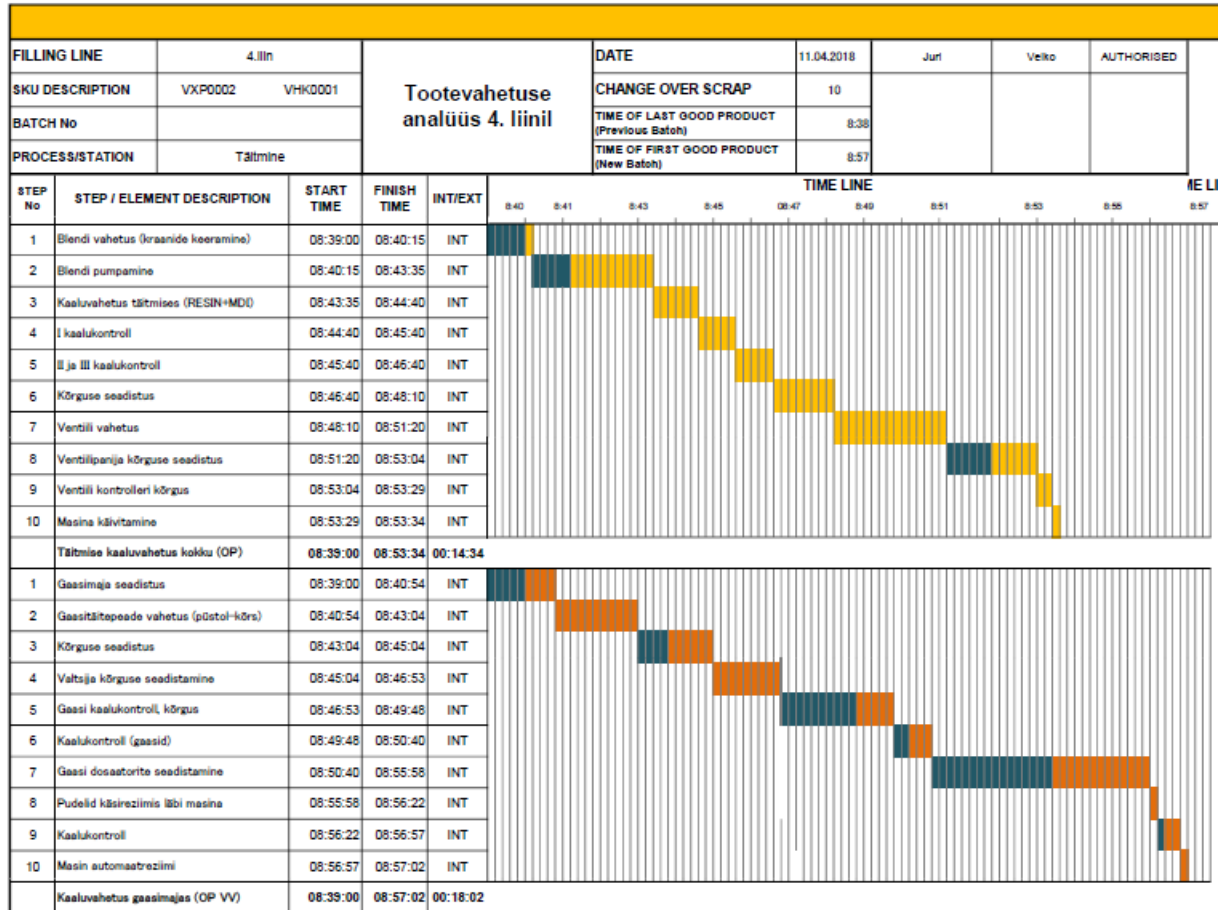 FILLING LINE 4.liin DATE 11.04.2018 Juri Velko AUTHORISED
SKU DESCRIPTION VXP0002 VHK0001 Tootevahetuse analüüs 4. liinil CHANGE OVER SCRAP 10
BATCH No TIME OF LAST GOOD PRODUCT (Previous Batch) 8:38
PROCESS/STATION Täitmine TIME OF FIRST GOOD PRODUCT (New Batch) 8:57
STEP No STEP / ELEMENT DESCRIPTION START TIME FINISH TIME INT/EXT TIME LINE
8:40 8:41 8:43 8:45 08:47 8:49 8:51 8:53 8:55 8:57
1 Blendi vahetus (kraanide keeramine) 08:39:00 08:40:15 INT
2 Blendi pumpamine 08:40:15 08:43:35 INT
3 Kaaluvahetus täitmises (RESIN+MDI) 08:43:35 08:44:40 INT
4 I kaalukontroll 08:44:40 08:45:40 INT
5 II ja III kaalukontroll 08:45:40 08:46:40 INT
6 Kõrguse seadistus 08:46:40 08:48:10 INT
7 Ventiili vahetus 08:48:10 08:51:20 INT
8 Ventiilipanija kõrguse seadistus 08:51:20 08:53:04 INT
9 Ventiili kontrolleri kõrgus 08:53:04 08:53:29 INT
10 Masina käivitamine 08:53:29 08:53:34 INT
Täitmise kaaluvahetus kokku (OP) 08:39:00 08:53:34 00:14:34
1 Gaasimaja seadistus 08:39:00 08:40:54 INT
2 Gaasitäitepeade vahetus (püstol-kõrs) 08:40:54 08:43:04 INT
3 Kõrguse seadistus 08:43:04 08:45:04 INT
4 Valtsija kõrguse seadistamine 08:45:04 08:46:53 INT
5 Gaasi kaalukontroll, kõrgus 08:46:53 08:49:48 INT
6 Kaalukontroll (gaasid) 08:49:48 08:50:40 INT
7 Gaasi dosaatorite seadistamine 08:50:40 08:55:58 INT
8 Pudelid käsireziimis läbi masina 08:55:58 08:56:22 INT
9 Kaalukontroll 08:56:22 08:56:57 INT
10 Masin automaatreziimi 08:56:57 08:57:02 INT
Kaaluvahetus gaasimajas (OP VV) 08:39:00 08:57:02 00:18:02